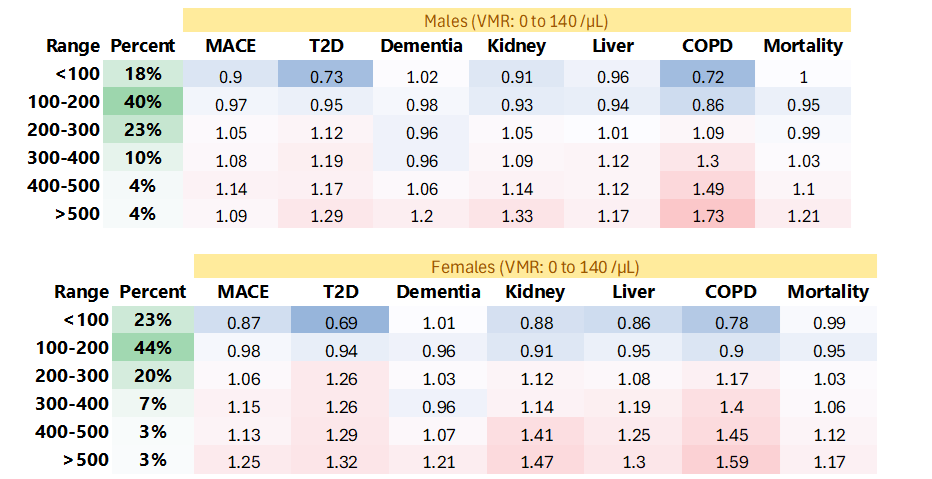 Males (VMR: 0 to 140 /µL)
Range Percent MACE T2D Dementia Kidney Liver COPD Mortality
<100 18% 0.9 0.73 1.02 0.91 0.96 0.72 1
100-200 40% 0.97 0.95 0.98 0.93 0.94 0.86 0.95
200-300 23% 1.05 1.12 0.96 1.05 1.01 1.09 0.99
300-400 10% 1.08 1.19 0.96 1.09 1.12 1.3 1.03
400-500 4% 1.14 1.17 1.06 1.14 1.12 1.49 1.1
>500 4% 1.09 1.29 1.2 1.33 1.17 1.73 1.21
Females (VMR: 0 to 140 /µL)
Range Percent MACE T2D Dementia Kidney Liver COPD Mortality
<100 23% 0.87 0.69 1.01 0.88 0.86 0.78 0.99
100-200 44% 0.98 0.94 0.96 0.91 0.95 0.9 0.95
200-300 20% 1.06 1.26 1.03 1.12 1.08 1.17 1.03
300-400 7% 1.15 1.26 0.96 1.14 1.19 1.4 1.06
400-500 3% 1.13 1.29 1.07 1.41 1.25 1.45 1.12
>500 3% 1.25 1.32 1.21 1.47 1.3 1.59 1.17